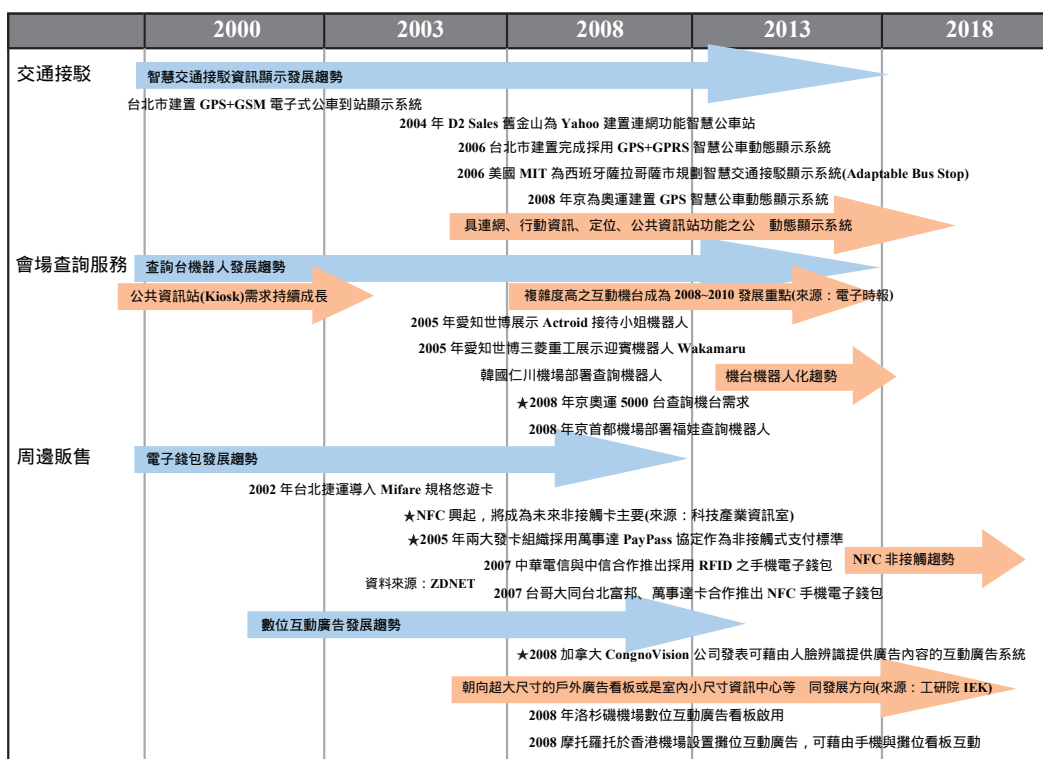 2000 2003 2008 2013 2018
交通接駁
智慧交通接駁資訊顯示發展趨勢
台北市建置 GPS+GSM 電子式公車到站顯示系統
2004 年 D2 Sales 舊金山為 Yahoo 建置連網功能智慧公車站
2006 台北市建置完成採用 GPS+GPRS 智慧公車動態顯示系統
2006 美國 MIT 為西班牙薩拉哥薩市規劃智慧交通接駁顯示系統(Adaptable Bus Stop)
2008 年京為奧運建置 GPS 智慧公車動態顯示系統
具連網、行動資訊、定位、公共資訊站功能之公 動態顯示系統
會場查詢服務
查詢台機器人發展趨勢
公共資訊站(Kiosk)需求持續成長
複雜度高之互動機台成為 2008~2010 發展重點(來源：電子時報)
2005 年愛知世博展示 Actroid 接待小姐機器人
2005 年愛知世博三菱重工展示迎賓機器人 Wakamaru
韓國仁川機場部署查詢機器人
機台機器人化趨勢
★2008 年京奧運 5000 台查詢機台需求
2008 年京首都機場部署福娃查詢機器人
周邊販售
電子錢包發展趨勢
2002 年台北捷運導入 Mifare 規格悠遊卡
★NFC 興起，將成為未來非接觸卡主要(來源：科技產業資訊室)
★2005 年兩大發卡組織採用萬事達 PayPass 協定作為非接觸式支付標準
2007 中華電信與中信合作推出採用 RFID 之手機電子錢包
NFC 非接觸趨勢
資料來源：ZDNET
2007 台哥大同台北富邦、萬事達卡合作推出 NFC 手機電子錢包
數位互動廣告發展趨勢
★2008 加拿大 CongnoVision 公司發表可藉由人臉辨識提供廣告內容的互動廣告系統
朝向超大尺寸的戶外廣告看板或是室內小尺寸資訊中心等 同發展方向(來源：工研院 IEK)
2008 年洛杉磯機場數位互動廣告看板啟用
2008 摩托羅托於香港機場設置攤位互動廣告，可藉由手機與攤位看板互動